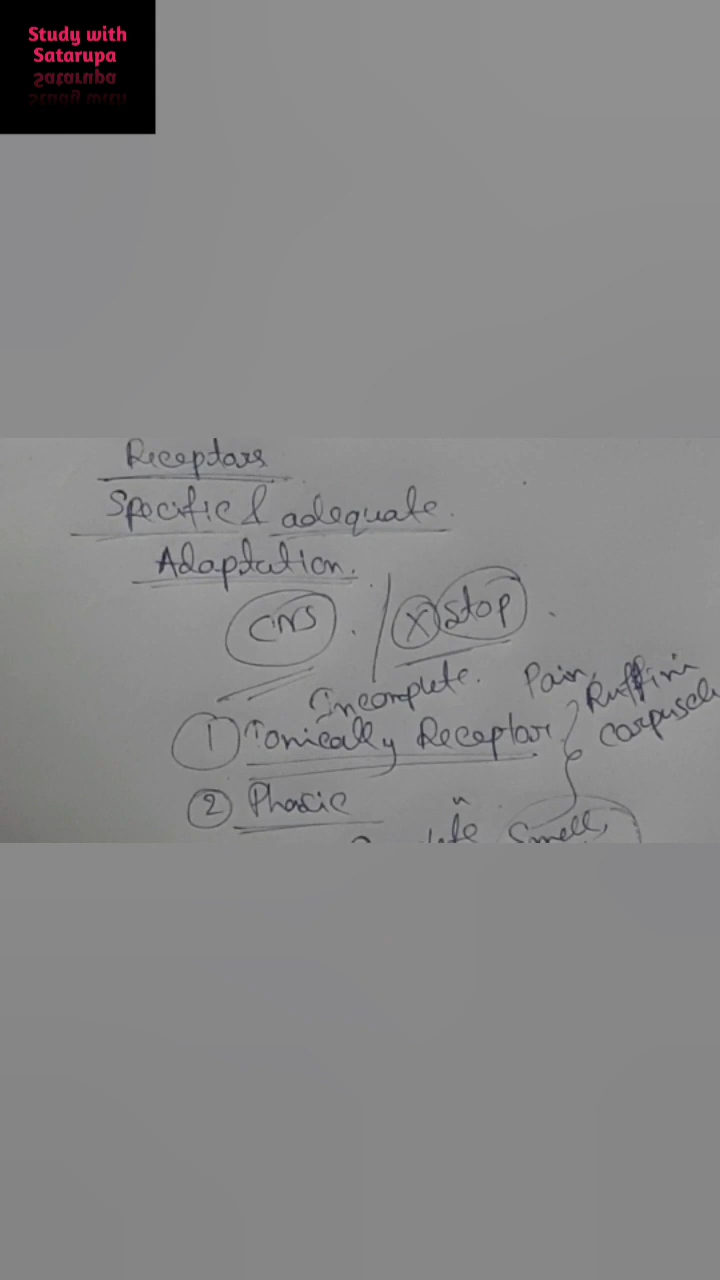 Study with
Satarupa
Receptors
Specific & adequate.
Adaptation.
CNS . / X Stop .
Incomplete. Pain, Ruffini
① Tonically Receptor corpuscle
② Phasic "
Smell,